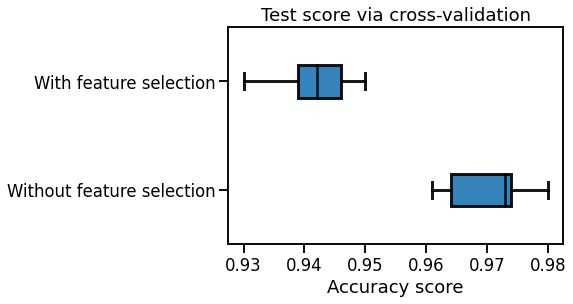 Test score via cross-validation
With feature selection
Without feature selection
0.93 0.94 0.95 0.96 0.97 0.98
Accuracy score